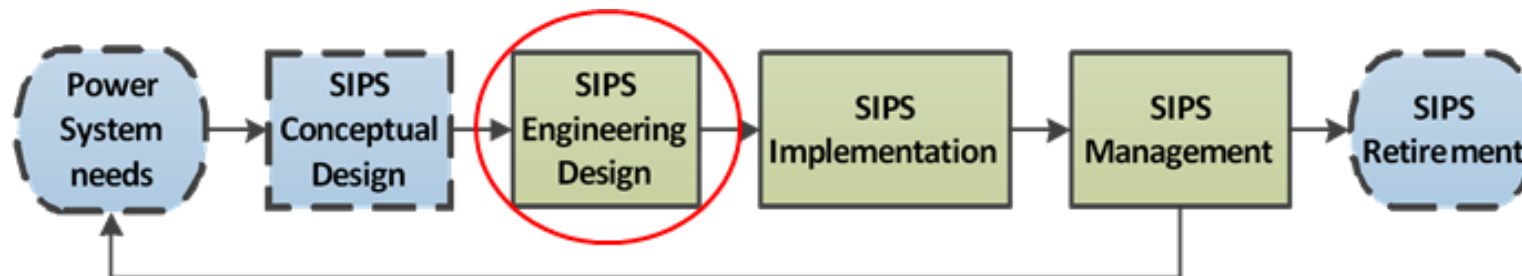 Power
System
needs
SIPS
Conceptual
Design
SIPS
Engineering
Design
SIPS
Implementation
SIPS
Management
SIPS
Retirement